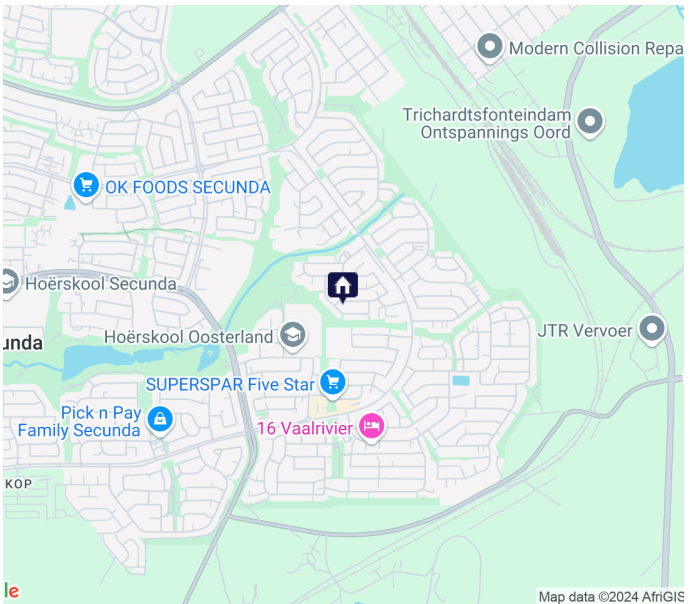 Modern Collision Repa
Trichardtsfonteindam
Ontspannings Oord
OK FOODS SECUNDA
Hoërskool Secunda
Hoërskool Oosterland
JTR Vervoer
unda
SUPERSPAR Five Star
Pick n Pay
Family Secunda
16 Vaalrivier
KOP
le
Map data ©2024 AfriGIS